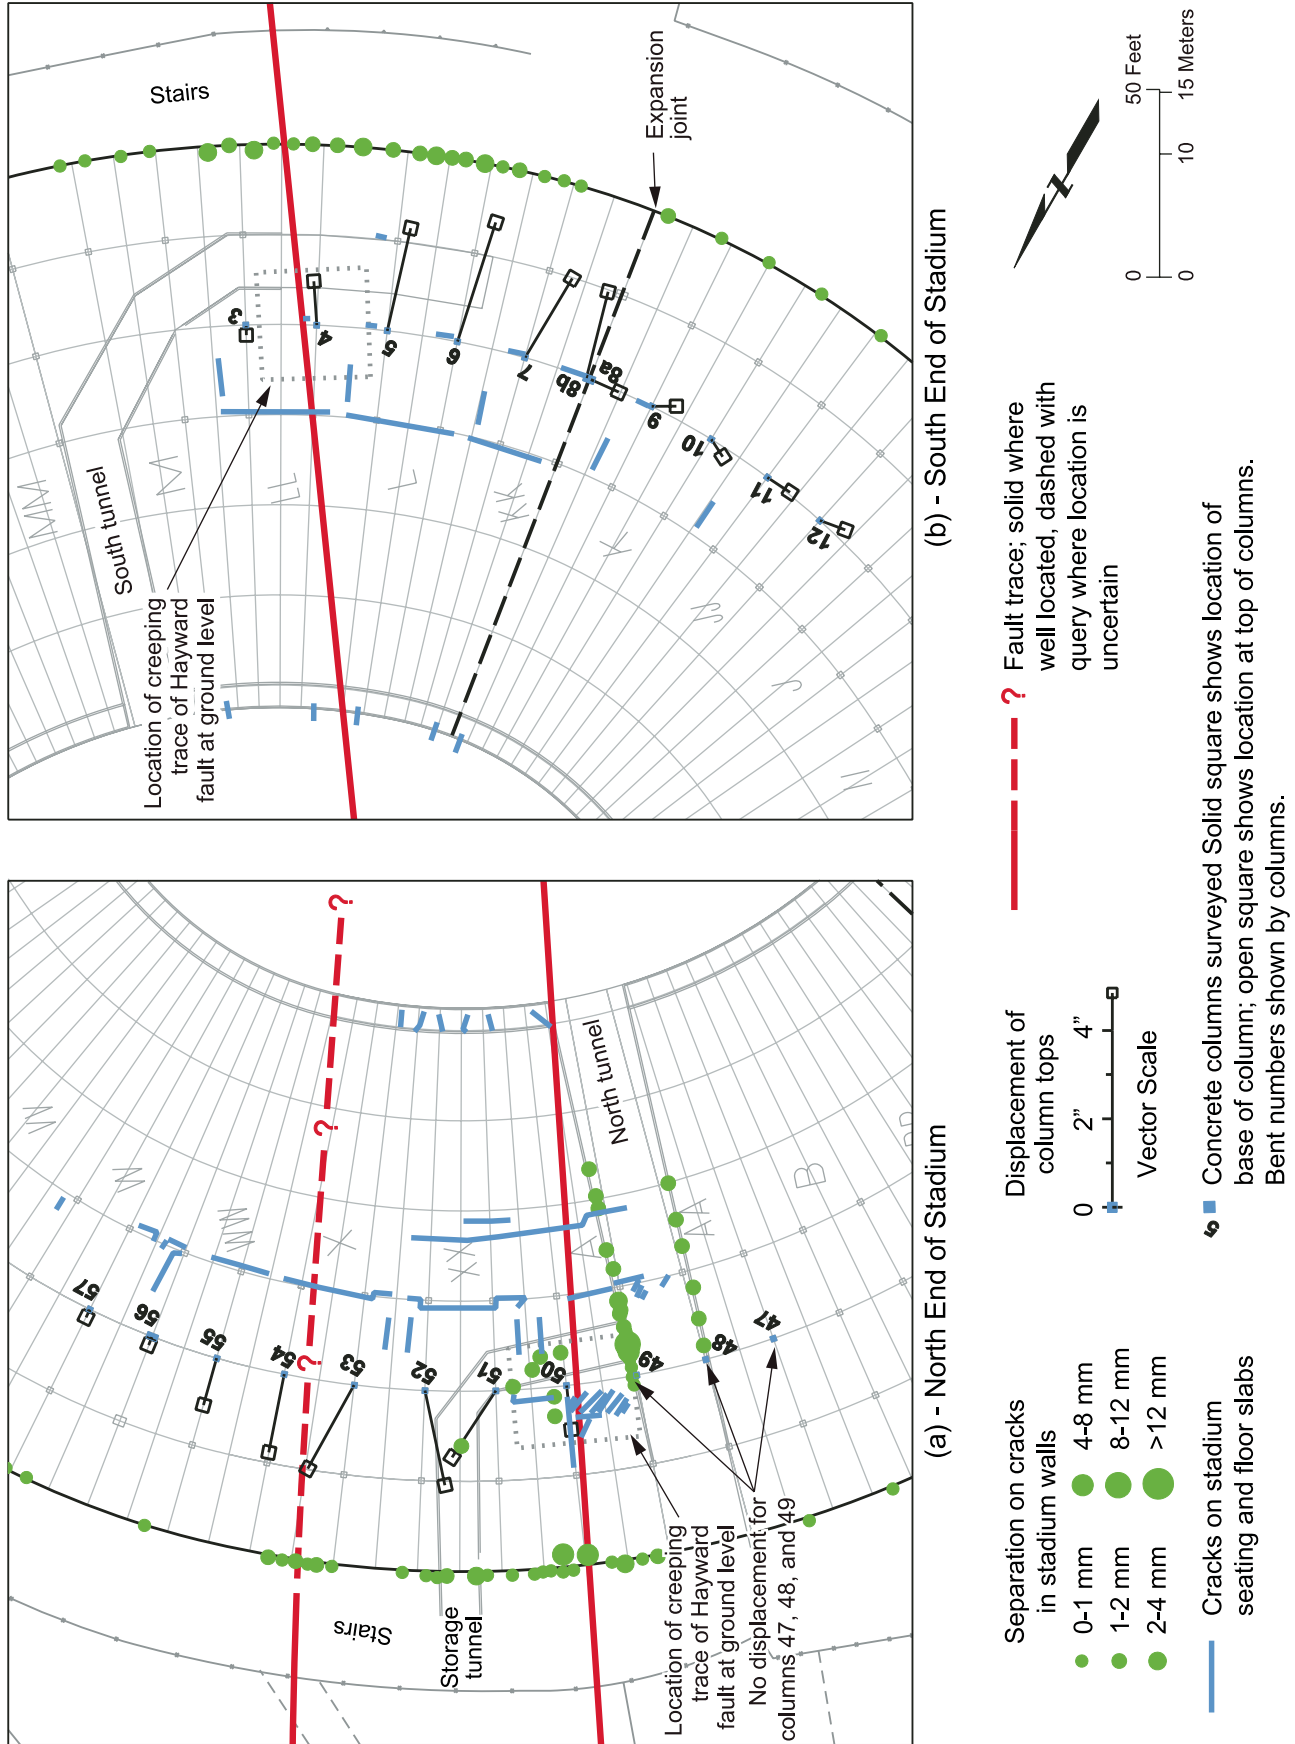 Stairs
South tunnel
Location of creeping
trace of Hayward
fault at ground level
Expansion
joint
MM
M
LL
L
KK
K
JJ
J
3
4
5
6
7
8b
8a
9
10
11
12
(b) - South End of Stadium
Stairs
Storage
tunnel
North tunnel
Location of creeping
trace of Hayward
fault at ground level
No displacement for
columns 47, 48, and 49
W
X
XX
AA
B
57
56
55
54
53
52
51
50
49
48
47
?
?
?
(a) - North End of Stadium
Separation on cracks
in stadium walls
0-1 mm
1-2 mm
2-4 mm
4-8 mm
8-12 mm
>12 mm
Cracks on stadium
seating and floor slabs
Displacement of
column tops
0 2" 4"
Vector Scale
5
Concrete columns surveyed Solid square shows location of
base of column; open square shows location at top of columns.
Bent numbers shown by columns.
?
Fault trace; solid where
well located, dashed with
query where location is
uncertain
0 50 Feet
0 10 15 Meters